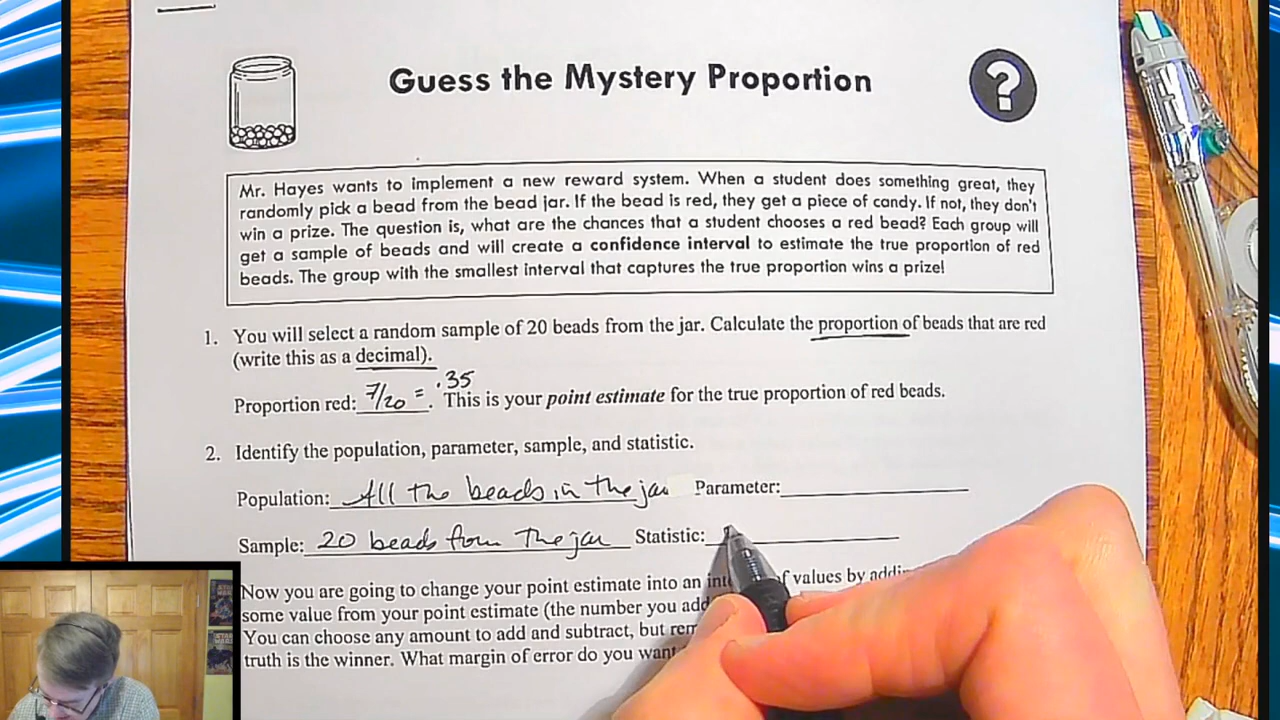 Guess the Mystery Proportion
?
Mr. Hayes wants to implement a new reward system. When a student does something great, they
randomly pick a bead from the bead jar. If the bead is red, they get a piece of candy. If not, they don't
win a prize. The question is, what are the chances that a student chooses a red bead? Each group will
get a sample of beads and will create a confidence interval to estimate the true proportion of red
beads. The group with the smallest interval that captures the true proportion wins a prize!
1. You will select a random sample of 20 beads from the jar. Calculate the proportion of beads that are red
(write this as a decimal).
Proportion red: 7/20 = .35. This is your point estimate for the true proportion of red beads.
2. Identify the population, parameter, sample, and statistic.
Population: All the beads in the jar Parameter:
Sample: 20 beads from the jar Statistic:
Now you are going to change your point estimate into an of values by
some value from your point estimate (the number you add
You can choose any amount to add and subtract, but
truth is the winner. What margin of error do you want
STAR WARS